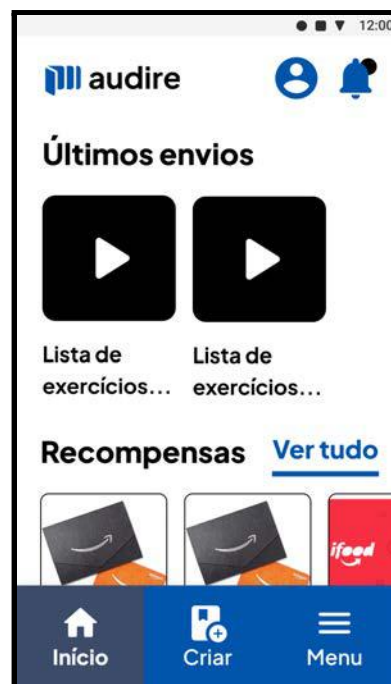 12:00
audire
Últimos envios
Lista de
exercícios...
Lista de
exercícios...
Recompensas Ver tudo
ifood
Início Criar Menu